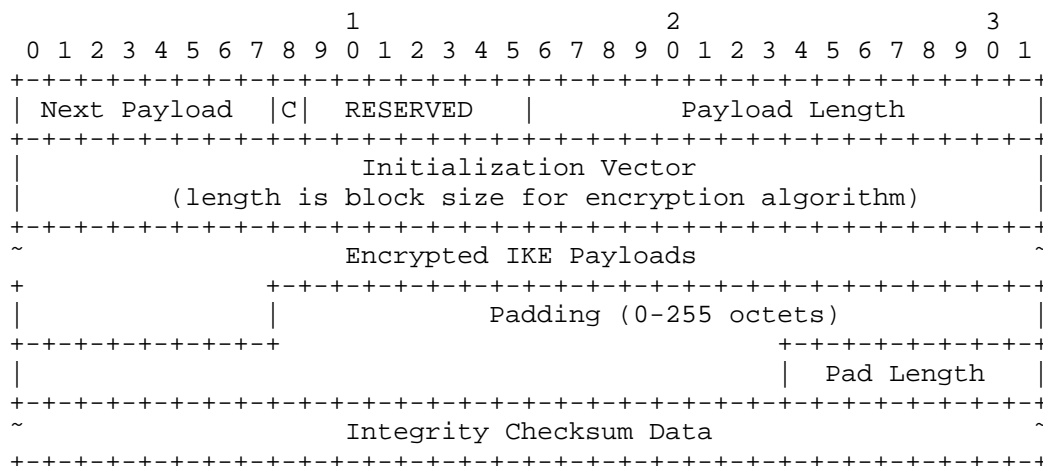 1                   2                   3
 0 1 2 3 4 5 6 7 8 9 0 1 2 3 4 5 6 7 8 9 0 1 2 3 4 5 6 7 8 9 0 1
+-+-+-+-+-+-+-+-+-+-+-+-+-+-+-+-+-+-+-+-+-+-+-+-+-+-+-+-+-+-+-+-+
| Next Payload  |C|  RESERVED   |         Payload Length        |
+-+-+-+-+-+-+-+-+-+-+-+-+-+-+-+-+-+-+-+-+-+-+-+-+-+-+-+-+-+-+-+-+
|                     Initialization Vector                     |
|         (length is block size for encryption algorithm)       |
+-+-+-+-+-+-+-+-+-+-+-+-+-+-+-+-+-+-+-+-+-+-+-+-+-+-+-+-+-+-+-+-+
~                    Encrypted IKE Payloads                     ~
+               +-+-+-+-+-+-+-+-+-+-+-+-+-+-+-+-+-+-+-+-+-+-+-+-+
|               |             Padding (0-255 octets)            |
+-+-+-+-+-+-+-+-+                               +-+-+-+-+-+-+-+-+
|                                               |  Pad Length   |
+-+-+-+-+-+-+-+-+-+-+-+-+-+-+-+-+-+-+-+-+-+-+-+-+-+-+-+-+-+-+-+-+
~                    Integrity Checksum Data                    ~
+-+-+-+-+-+-+-+-+-+-+-+-+-+-+-+-+-+-+-+-+-+-+-+-+-+-+-+-+-+-+-+-+